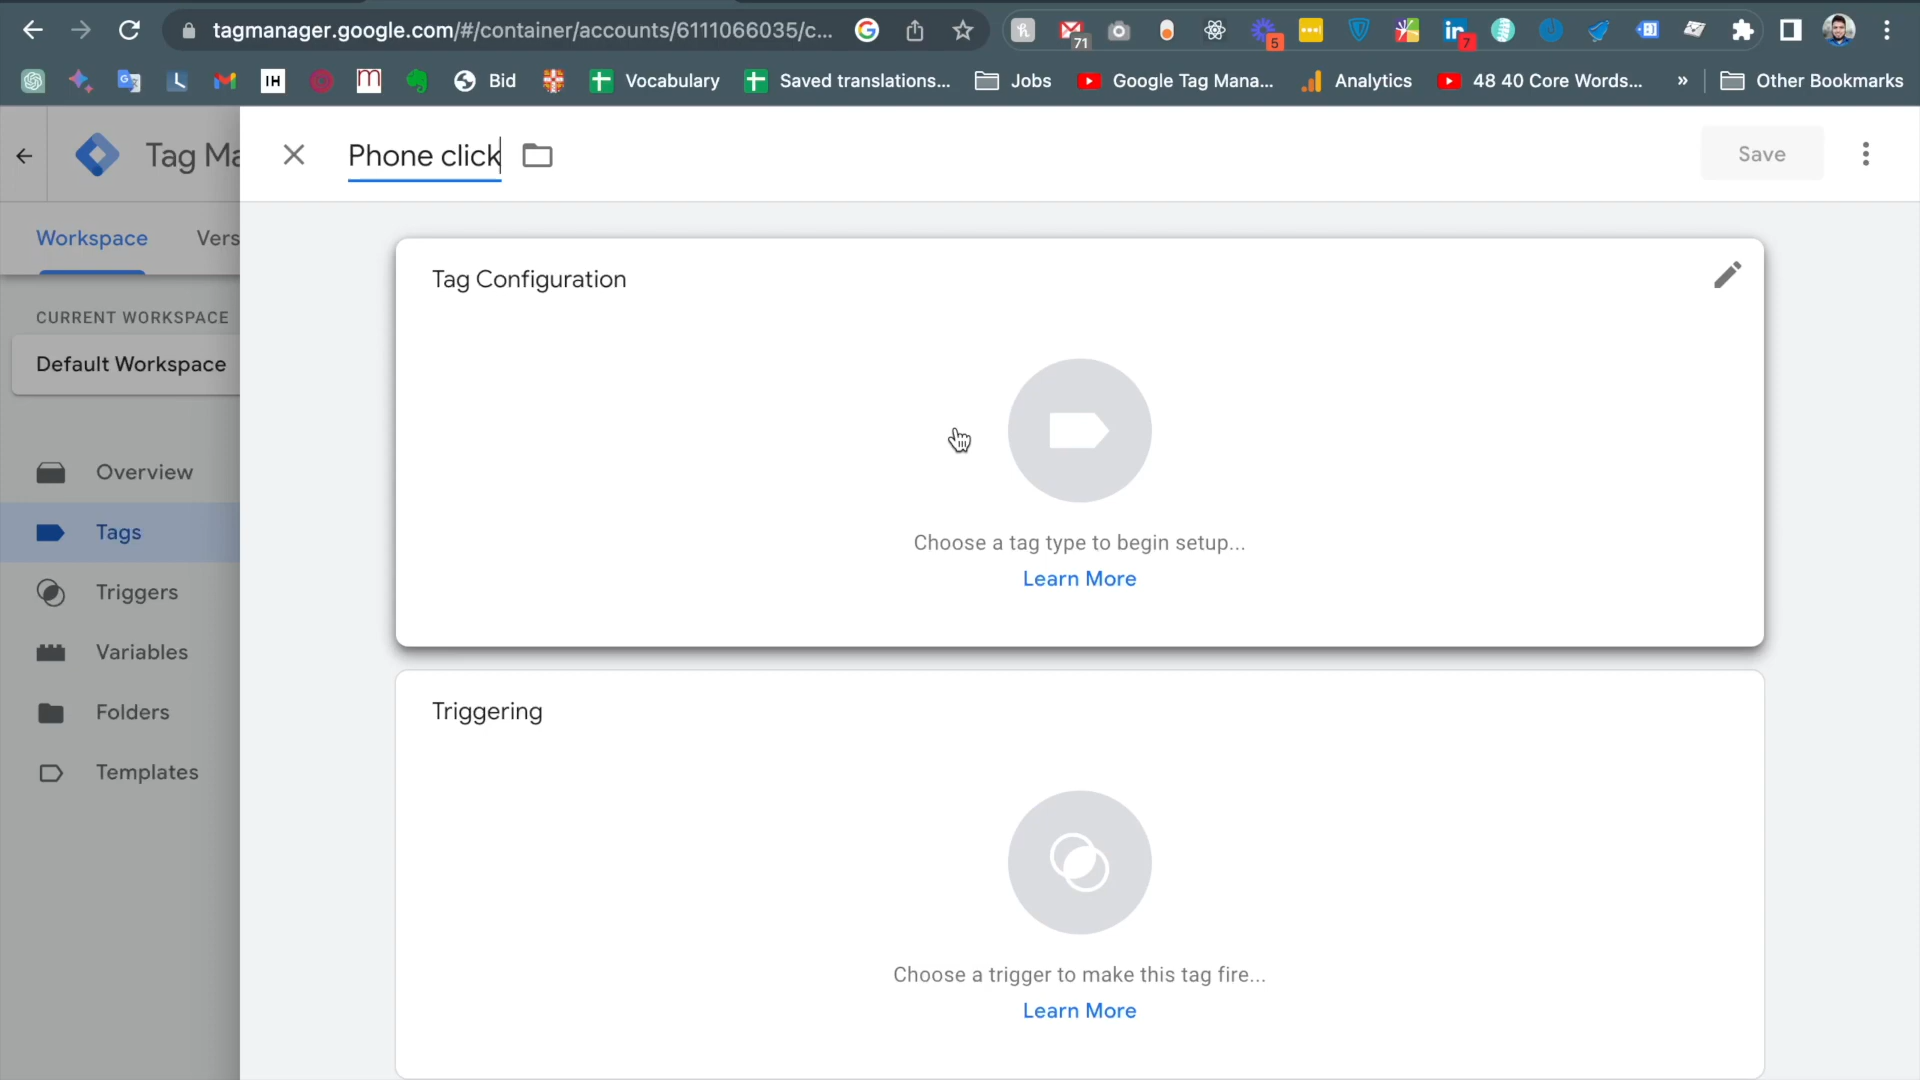 tagmanager.google.com/#/container/accounts/6111066035/c...
71
5
7
IH
m
Bid
Vocabulary
Saved translations...
Jobs
Google Tag Mana...
Analytics
48 40 Core Words...
»
Other Bookmarks
Tag Ma
Phone click
Save
Workspace
Vers
CURRENT WORKSPACE
Default Workspace
Overview
Tags
Triggers
Variables
Folders
Templates
Tag Configuration
Choose a tag type to begin setup...
Learn More
Triggering
Choose a trigger to make this tag fire...
Learn More